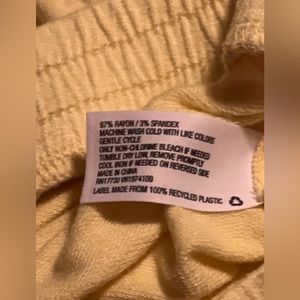 97% RAYON / 3% SPANDEX
MACHINE WASH COLD WITH LIKE COLORS
GENTLE CYCLE
ONLY NON-CHLORINE BLEACH IF NEEDED
TUMBLE DRY LOW, REMOVE PROMPTLY
COOL IRON IF NEEDED ON REVERSED SIDE
MADE IN CHINA
RN17730 VN1974109
LABEL MADE FROM 100% RECYCLED PLASTIC